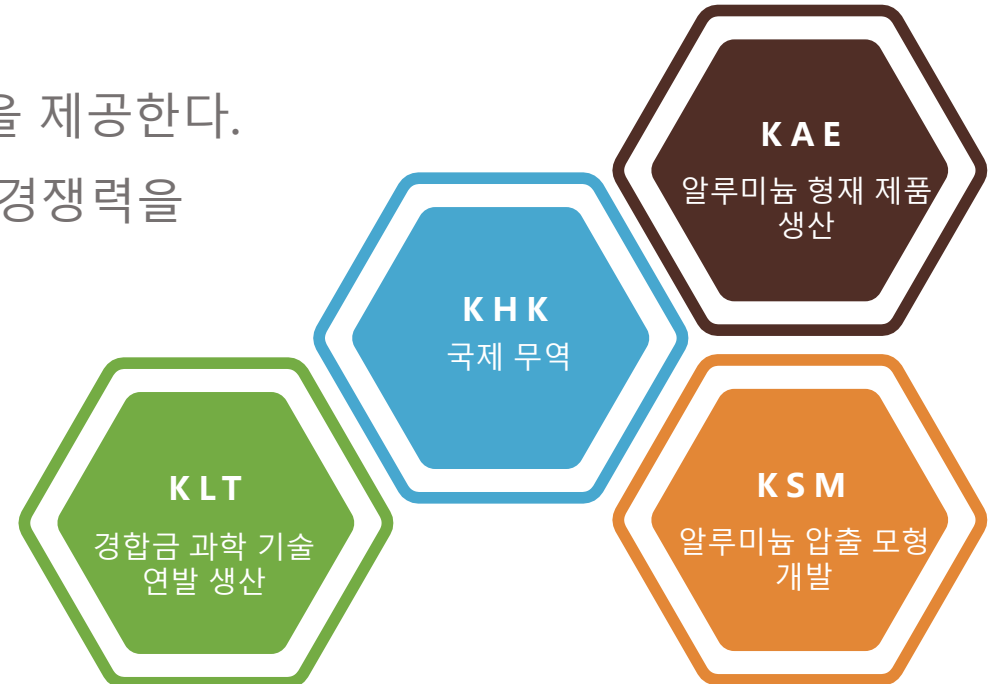 을 제공한다.
경쟁력을
KAE
알루미늄 형재 제품
생산
KHK
국제 무역
KLT
경합금 과학 기술
연발 생산
KSM
알루미늄 압출 모형
개발